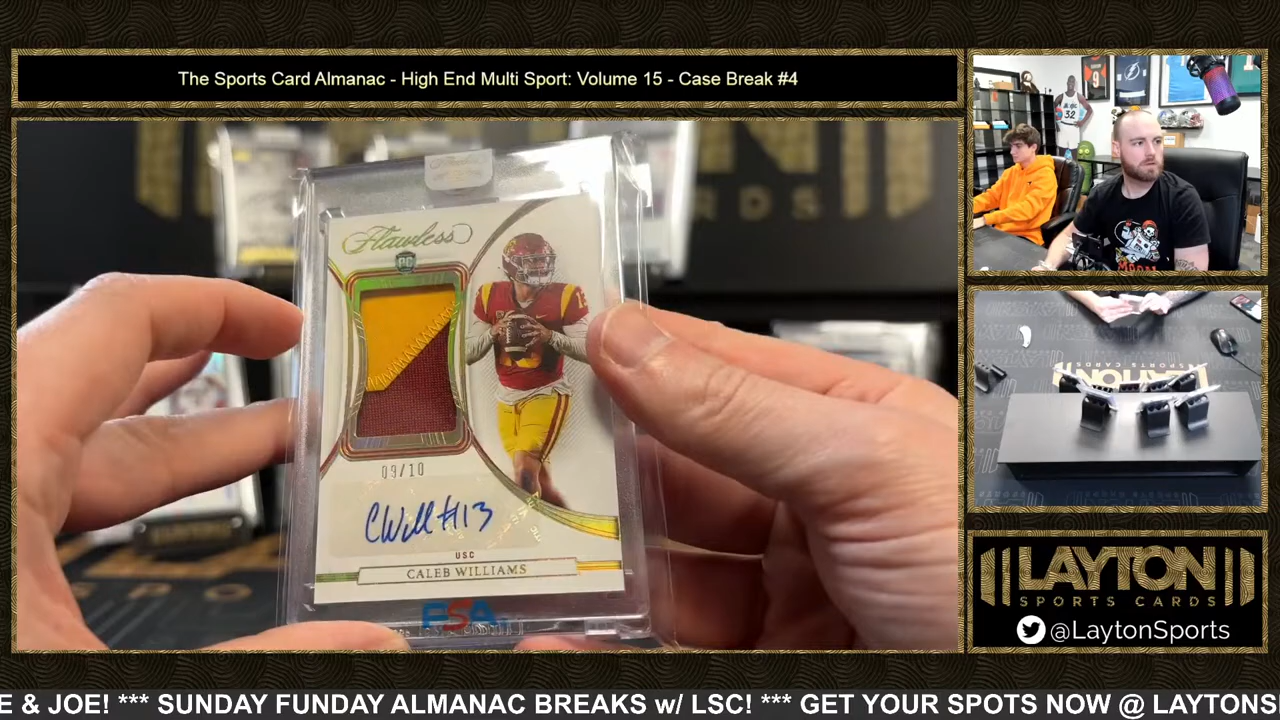 The Sports Card Almanac - High End Multi Sport: Volume 15 - Case Break #4
Flawless
RC
09/10
CWill #13
USC
CALEB WILLIAMS
PSA
32
9
LAYTON
SPORTS CARDS
@LaytonSports
E & JOE! *** SUNDAY FUNDAY ALMANAC BREAKS w/ LSC! *** GET YOUR SPOTS NOW @ LAYTONS